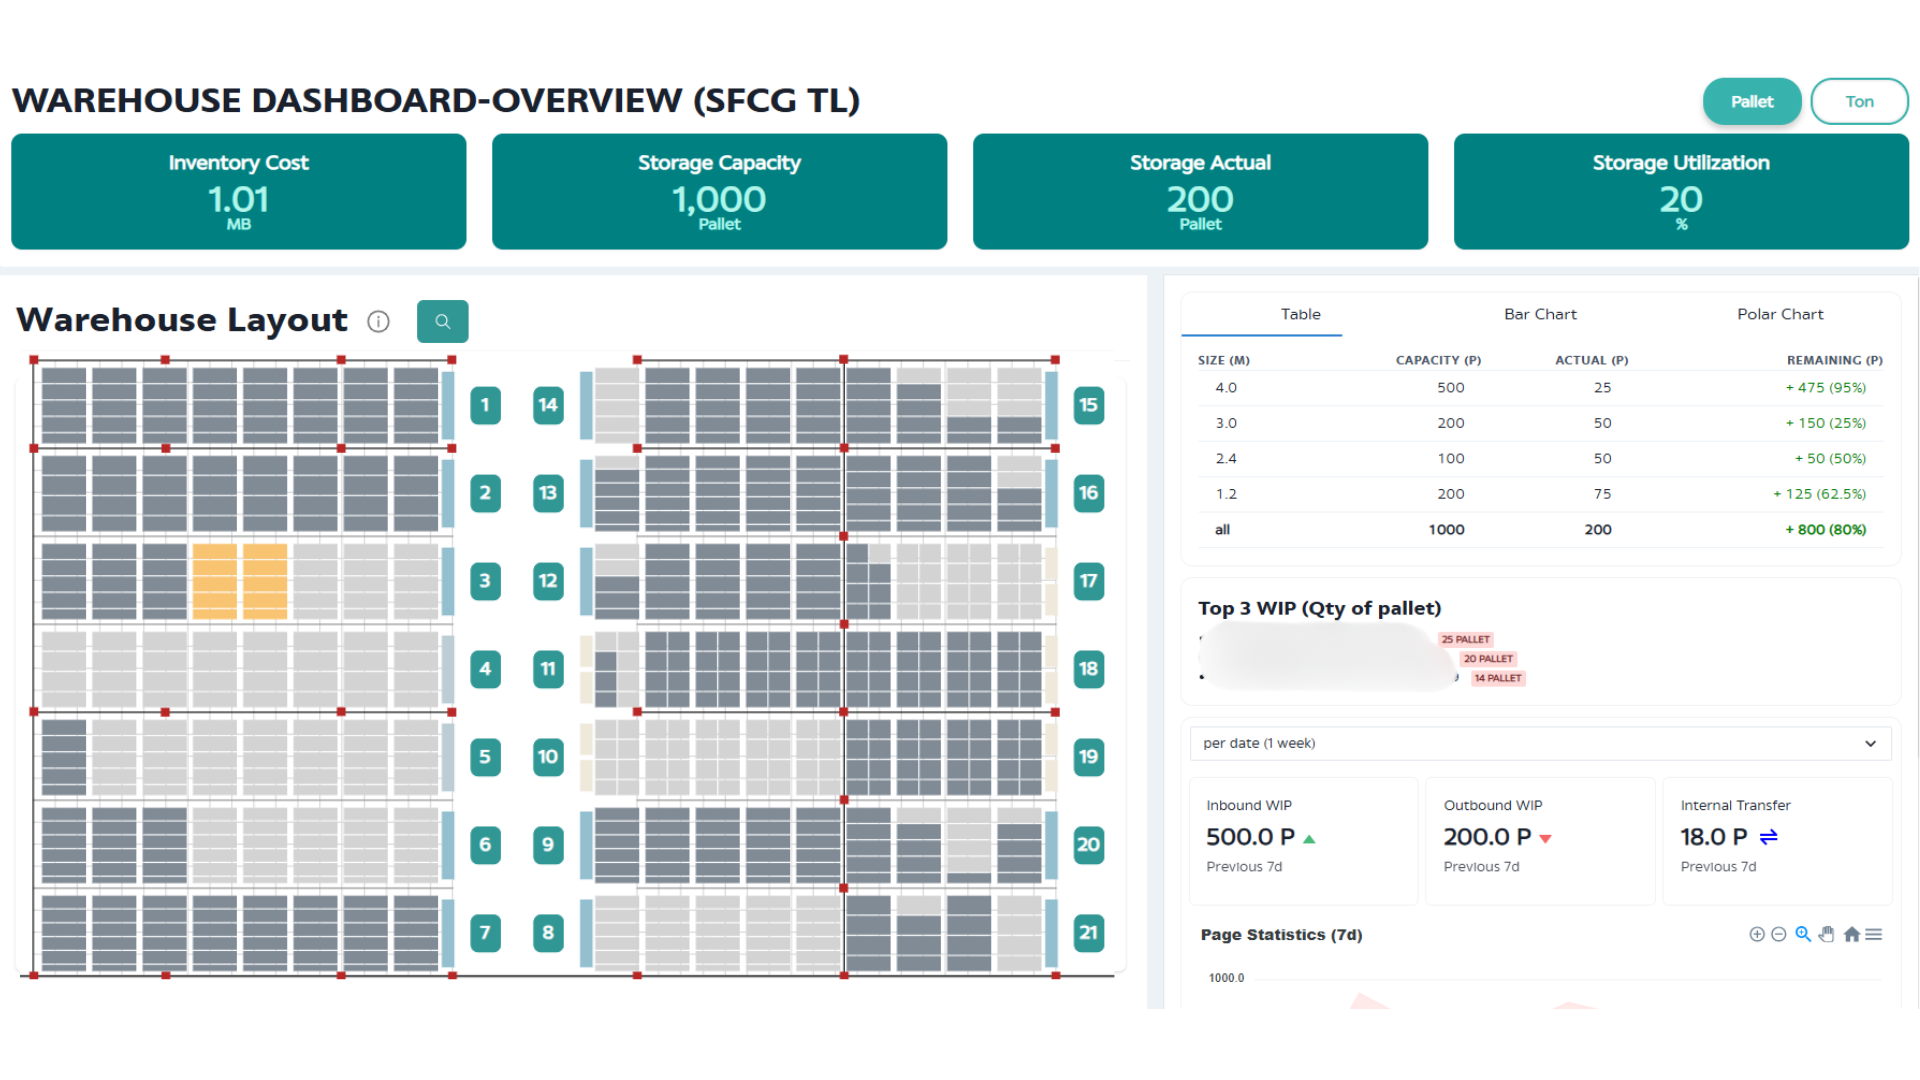 WAREHOUSE DASHBOARD-OVERVIEW (SFCG TL)
Pallet
Ton
Inventory Cost
1.01
MB
Storage Capacity
1,000
Pallet
Storage Actual
200
Pallet
Storage Utilization
20
%
Warehouse Layout
1
14
15
2
13
16
3
12
17
4
11
18
5
10
19
6
9
20
7
8
21
Table Bar Chart Polar Chart
SIZE (M) CAPACITY (P) ACTUAL (P) REMAINING (P)
4.0 500 25 + 475 (95%)
3.0 200 50 + 150 (25%)
2.4 100 50 + 50 (50%)
1.2 200 75 + 125 (62.5%)
all 1000 200 + 800 (80%)
Top 3 WIP (Qty of pallet)
25 PALLET
20 PALLET
14 PALLET
per date (1 week)
Inbound WIP
500.0 P
Previous 7d
Outbound WIP
200.0 P
Previous 7d
Internal Transfer
18.0 P
Previous 7d
Page Statistics (7d)
1000.0